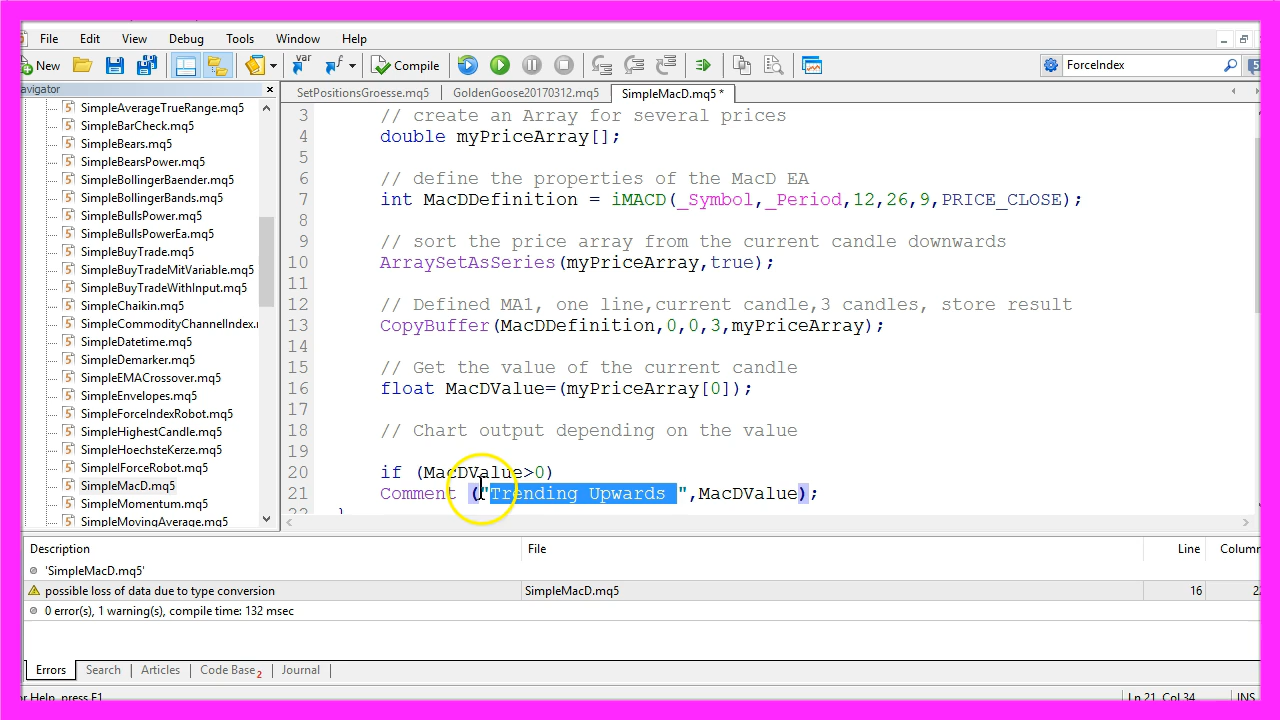 File Edit View Debug Tools Window Help
New Compile ForceIndex
avigator
SetPositionsGroesse.mq5 GoldenGoose20170312.mq5 SimpleMacD.mq5 *
SimpleAverageTrueRange.mq5
SimpleBarCheck.mq5
SimpleBears.mq5
SimpleBearsPower.mq5
SimpleBollingerBaender.mq5
SimpleBollingerBands.mq5
SimpleBullsPower.mq5
SimpleBullsPowerEa.mq5
SimpleBuyTrade.mq5
SimpleBuyTradeMitVariable.mq5
SimpleBuyTradeWithInput.mq5
SimpleChaikin.mq5
SimpleCommodityChannelIndex.
SimpleDatetime.mq5
SimpleDemarker.mq5
SimpleEMACrossover.mq5
SimpleEnvelopes.mq5
SimpleForceIndexRobot.mq5
SimpleHighestCandle.mq5
SimpleHoechsteKerze.mq5
SimpleIForceRobot.mq5
SimpleMacD.mq5
SimpleMomentum.mq5
SimpleMovingAverage.mq5
3 // create an Array for several prices
4 double myPriceArray[];
5
6 // define the properties of the MacD EA
7 int MacDDefinition = iMACD(_Symbol,_Period,12,26,9,PRICE_CLOSE);
8
9 // sort the price array from the current candle downwards
10 ArraySetAsSeries(myPriceArray,true);
11
12 // Defined MA1, one line,current candle,3 candles, store result
13 CopyBuffer(MacDDefinition,0,0,3,myPriceArray);
14
15 // Get the value of the current candle
16 float MacDValue=(myPriceArray[0]);
17
18 // Chart output depending on the value
19
20 if (MacDValue>0)
21 Comment ("Trending Upwards ",MacDValue);
22 }
Description File Line Column
'SimpleMacD.mq5'
possible loss of data due to type conversion SimpleMacD.mq5 16 22
0 error(s), 1 warning(s), compile time: 132 msec
Errors Search Articles Code Base 2 Journal
or Help, press F1 Ln 21, Col 34 INS